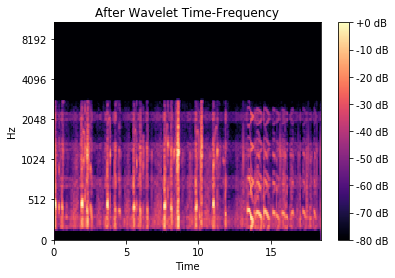 After Wavelet Time-Frequency
8192
4096
2048
1024
512
0
Hz
0 5 10 15
Time
+0 dB
-10 dB
-20 dB
-30 dB
-40 dB
-50 dB
-60 dB
-70 dB
-80 dB